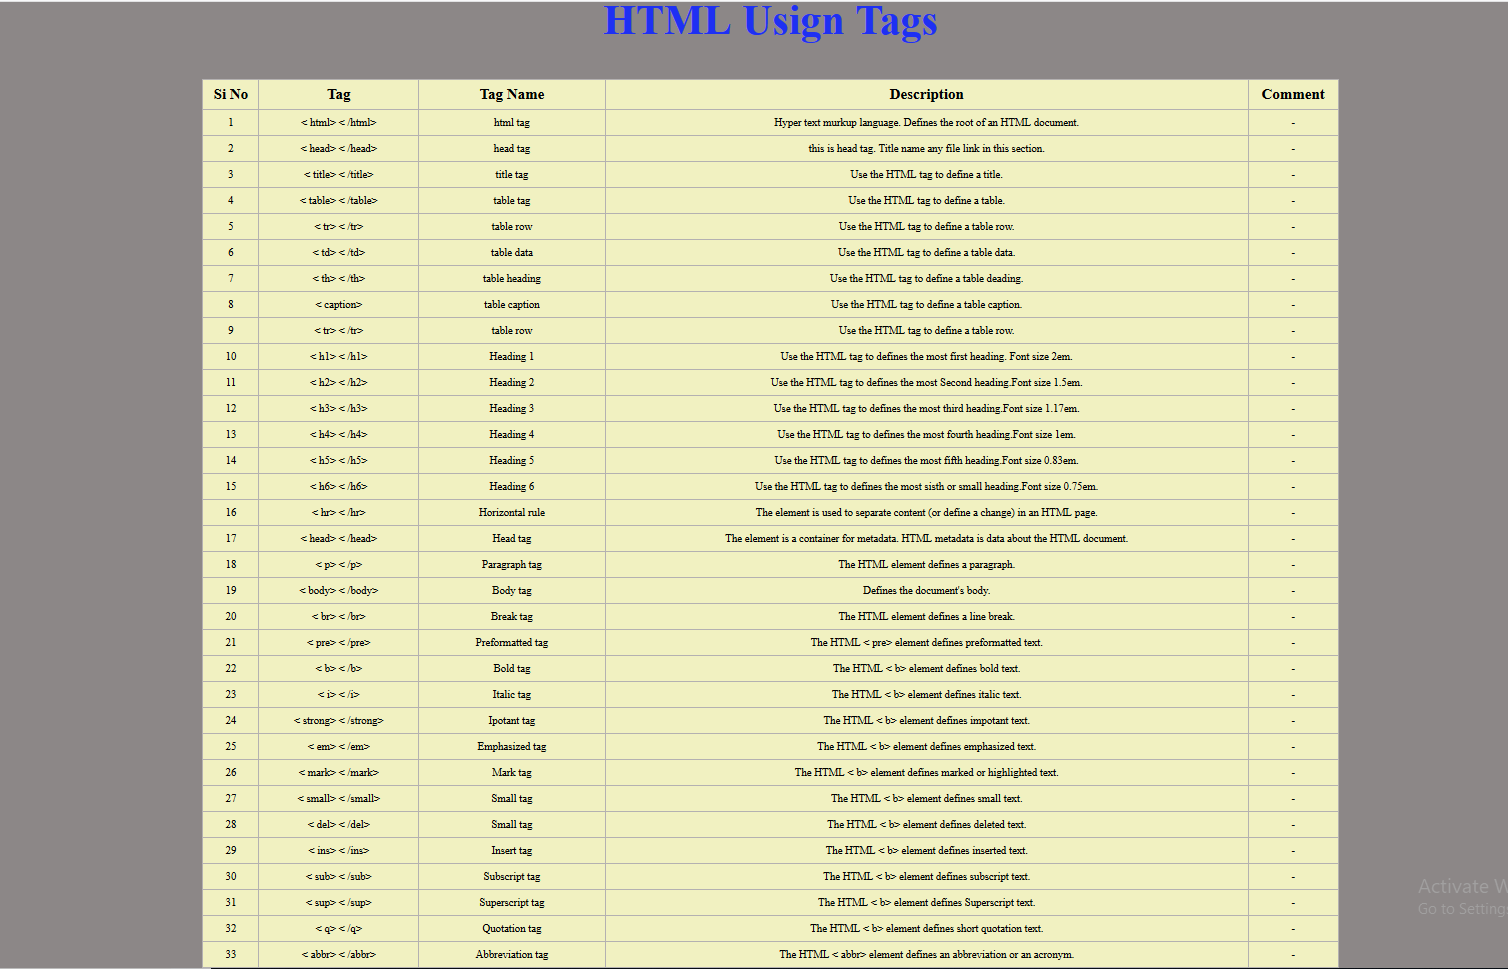 HTML Usign Tags
Si No Tag Tag Name Description Comment
1 < html> < /html> html tag Hyper text murkup language. Defines the root of an HTML document. -
2 < head> < /head> head tag this is head tag. Title name any file link in this section. -
3 < title> < /title> title tag Use the HTML tag to define a title. -
4 < table> < /table> table tag Use the HTML tag to define a table. -
5 < tr> < /tr> table row Use the HTML tag to define a table row. -
6 < td> < /td> table data Use the HTML tag to define a table data. -
7 < th> < /th> table heading Use the HTML tag to define a table deading. -
8 < caption> table caption Use the HTML tag to define a table caption. -
9 < tr> < /tr> table row Use the HTML tag to define a table row. -
10 < h1> < /h1> Heading 1 Use the HTML tag to defines the most first heading. Font size 2em. -
11 < h2> < /h2> Heading 2 Use the HTML tag to defines the most Second heading.Font size 1.5em. -
12 < h3> < /h3> Heading 3 Use the HTML tag to defines the most third heading.Font size 1.17em. -
13 < h4> < /h4> Heading 4 Use the HTML tag to defines the most fourth heading.Font size 1em. -
14 < h5> < /h5> Heading 5 Use the HTML tag to defines the most fifth heading.Font size 0.83em. -
15 < h6> < /h6> Heading 6 Use the HTML tag to defines the most sisth or small heading.Font size 0.75em. -
16 < hr> < /hr> Horizontal rule The element is used to separate content (or define a change) in an HTML page. -
17 < head> < /head> Head tag The element is a container for metadata. HTML metadata is data about the HTML document. -
18 < p> < /p> Paragraph tag The HTML element defines a paragraph. -
19 < body> < /body> Body tag Defines the document's body. -
20 < br> < /br> Break tag The HTML element defines a line break. -
21 < pre> < /pre> Preformatted tag The HTML < pre> element defines preformatted text. -
22 < b> < /b> Bold tag The HTML < b> element defines bold text. -
23 < i> < /i> Italic tag The HTML < b> element defines italic text. -
24 < strong> < /strong> Ipotant tag The HTML < b> element defines impotant text. -
25 < em> < /em> Emphasized tag The HTML < b> element defines emphasized text. -
26 < mark> < /mark> Mark tag The HTML < b> element defines marked or highlighted text. -
27 < small> < /small> Small tag The HTML < b> element defines small text. -
28 < del> < /del> Small tag The HTML < b> element defines deleted text. -
29 < ins> < /ins> Insert tag The HTML < b> element defines inserted text. -
30 < sub> < /sub> Subscript tag The HTML < b> element defines subscript text. -
31 < sup> < /sup> Superscript tag The HTML < b> element defines Superscript text. -
32 < q> < /q> Quotation tag The HTML < b> element defines short quotation text. -
33 < abbr> < /abbr> Abbreviation tag The HTML < abbr> element defines an abbreviation or an acronym. -
Activate W
Go to Setting